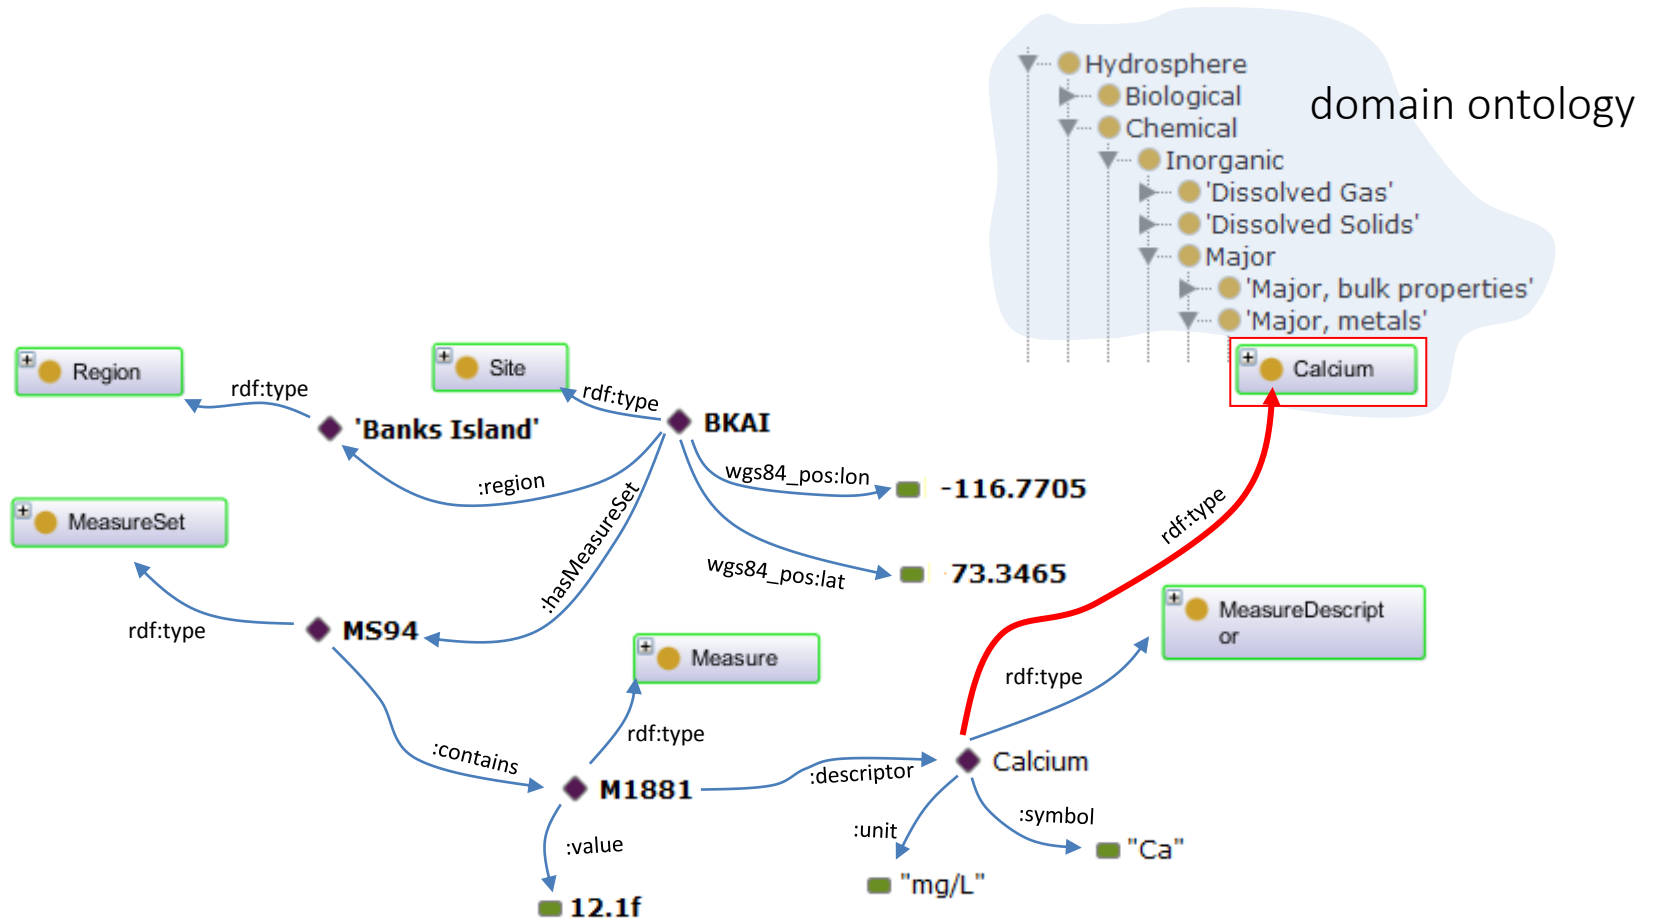 Hydrosphere
Biological
domain ontology
Chemical
Inorganic
'Dissolved Gas'
'Dissolved Solids'
Major
'Major, bulk properties'
'Major, metals'
Calcium
Region
rdf:type
'Banks Island'
Site
rdf:type
BKAI
:region
wgs84_pos:lon
-116.7705
:hasMeasureSet
wgs84_pos:lat
73.3465
rdf:type
MeasureSet
rdf:type
MS94
MeasureDescript
or
Measure
rdf:type
rdf:type
:contains
M1881
:descriptor
Calcium
:value
:unit
:symbol
"Ca"
"mg/L"
12.1f